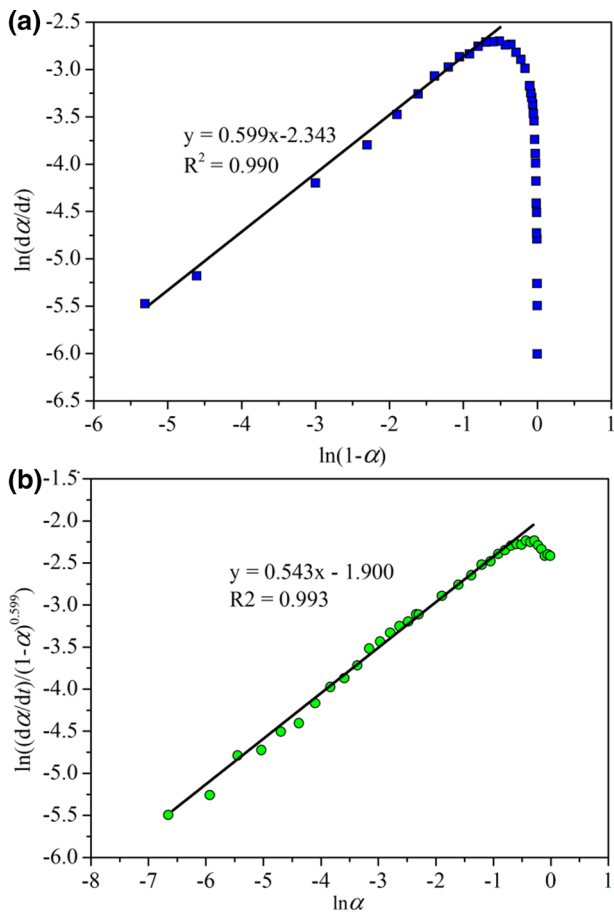 (a)
-2.5
-3.0
-3.5
-4.0
-4.5
-5.0
-5.5
-6.0
-6.5
ln(dα/dt)
y = 0.599x-2.343
R² = 0.990
-6 -5 -4 -3 -2 -1 0 1
ln(1-α)
(b)
-1.5
-2.0
-2.5
-3.0
-3.5
-4.0
-4.5
-5.0
-5.5
-6.0
ln((dα/dt)/(1-α)^0.599)
y = 0.543x - 1.900
R2 = 0.993
-8 -7 -6 -5 -4 -3 -2 -1 0 1
lnα